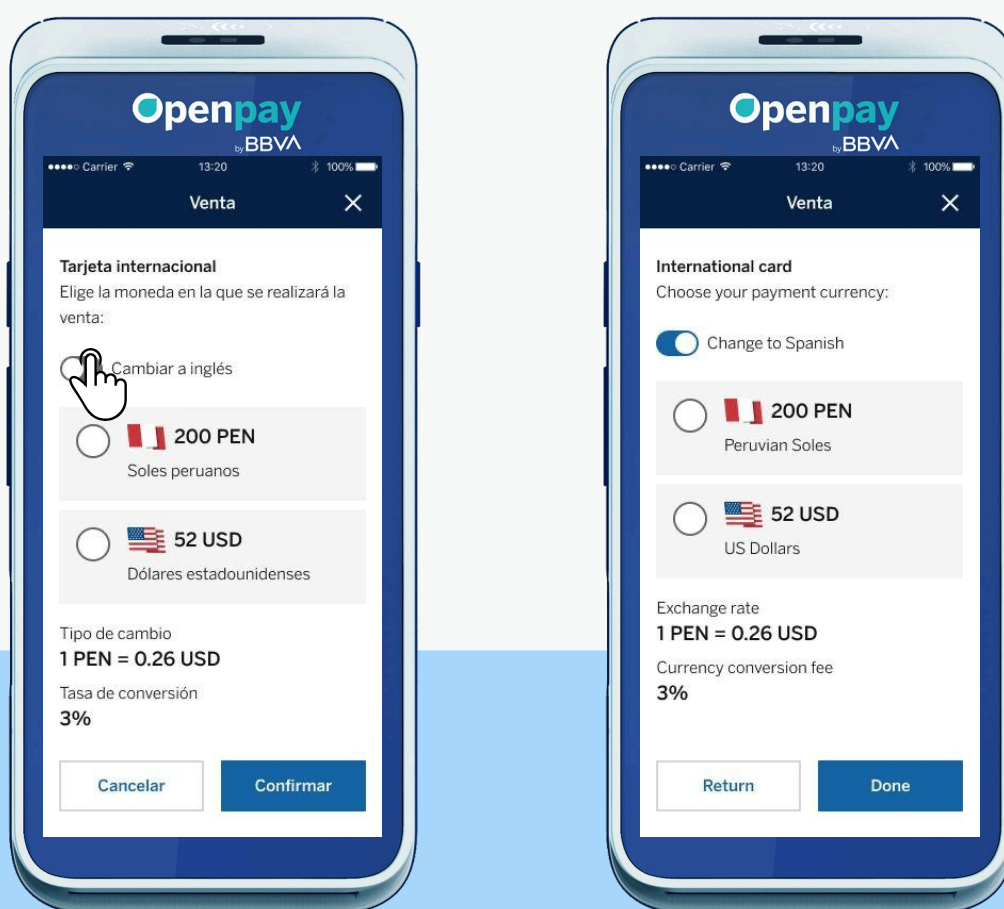 Openpay
by BBVA
Carrier 13:20 100%
Venta
Tarjeta internacional
Elige la moneda en la que se realizará la
venta:
Cambiar a inglés
200 PEN
Soles peruanos
52 USD
Dólares estadounidenses
Tipo de cambio
1 PEN = 0.26 USD
Tasa de conversión
3%
Cancelar Confirmar
Openpay
by BBVA
Carrier 13:20 100%
Venta
International card
Choose your payment currency:
Change to Spanish
200 PEN
Peruvian Soles
52 USD
US Dollars
Exchange rate
1 PEN = 0.26 USD
Currency conversion fee
3%
Return Done